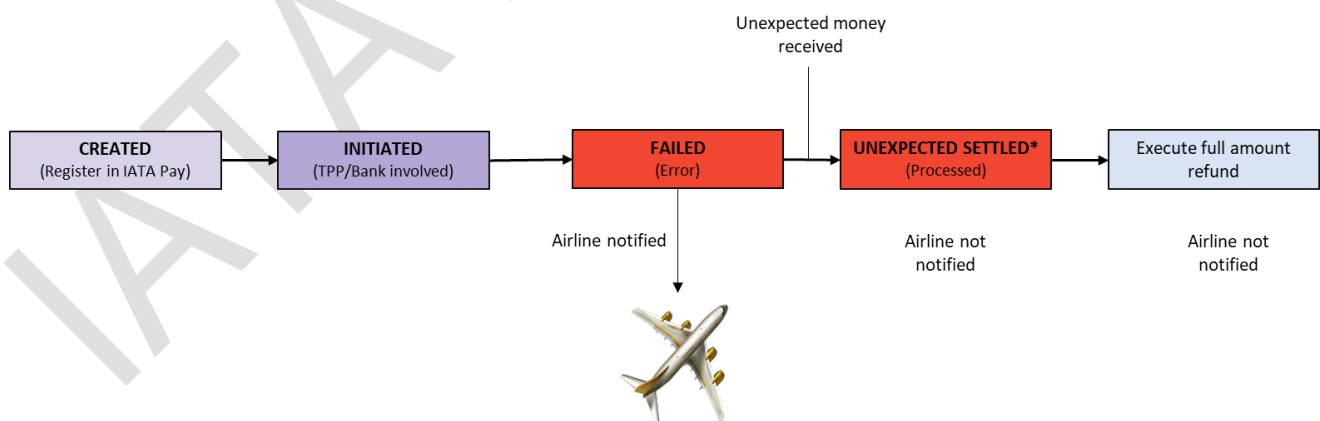 Unexpected money
received
CREATED
(Register in IATA Pay)
INITIATED
(TPP/Bank involved)
FAILED
(Error)
UNEXPECTED SETTLED*
(Processed)
Execute full amount
refund
Airline notified
Airline not
notified
Airline not
notified
IATA